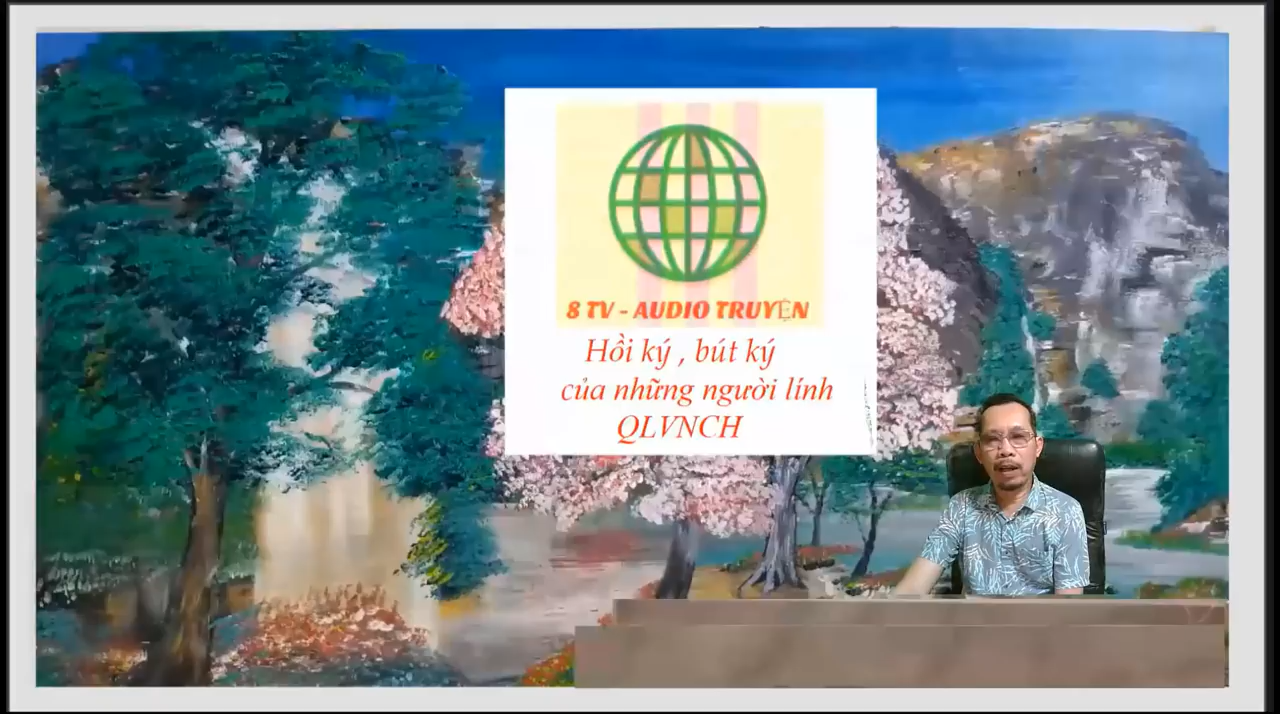 8 TV - AUDIO TRUYỆN
Hồi ký , bút ký
của những người lính
QLVNCH